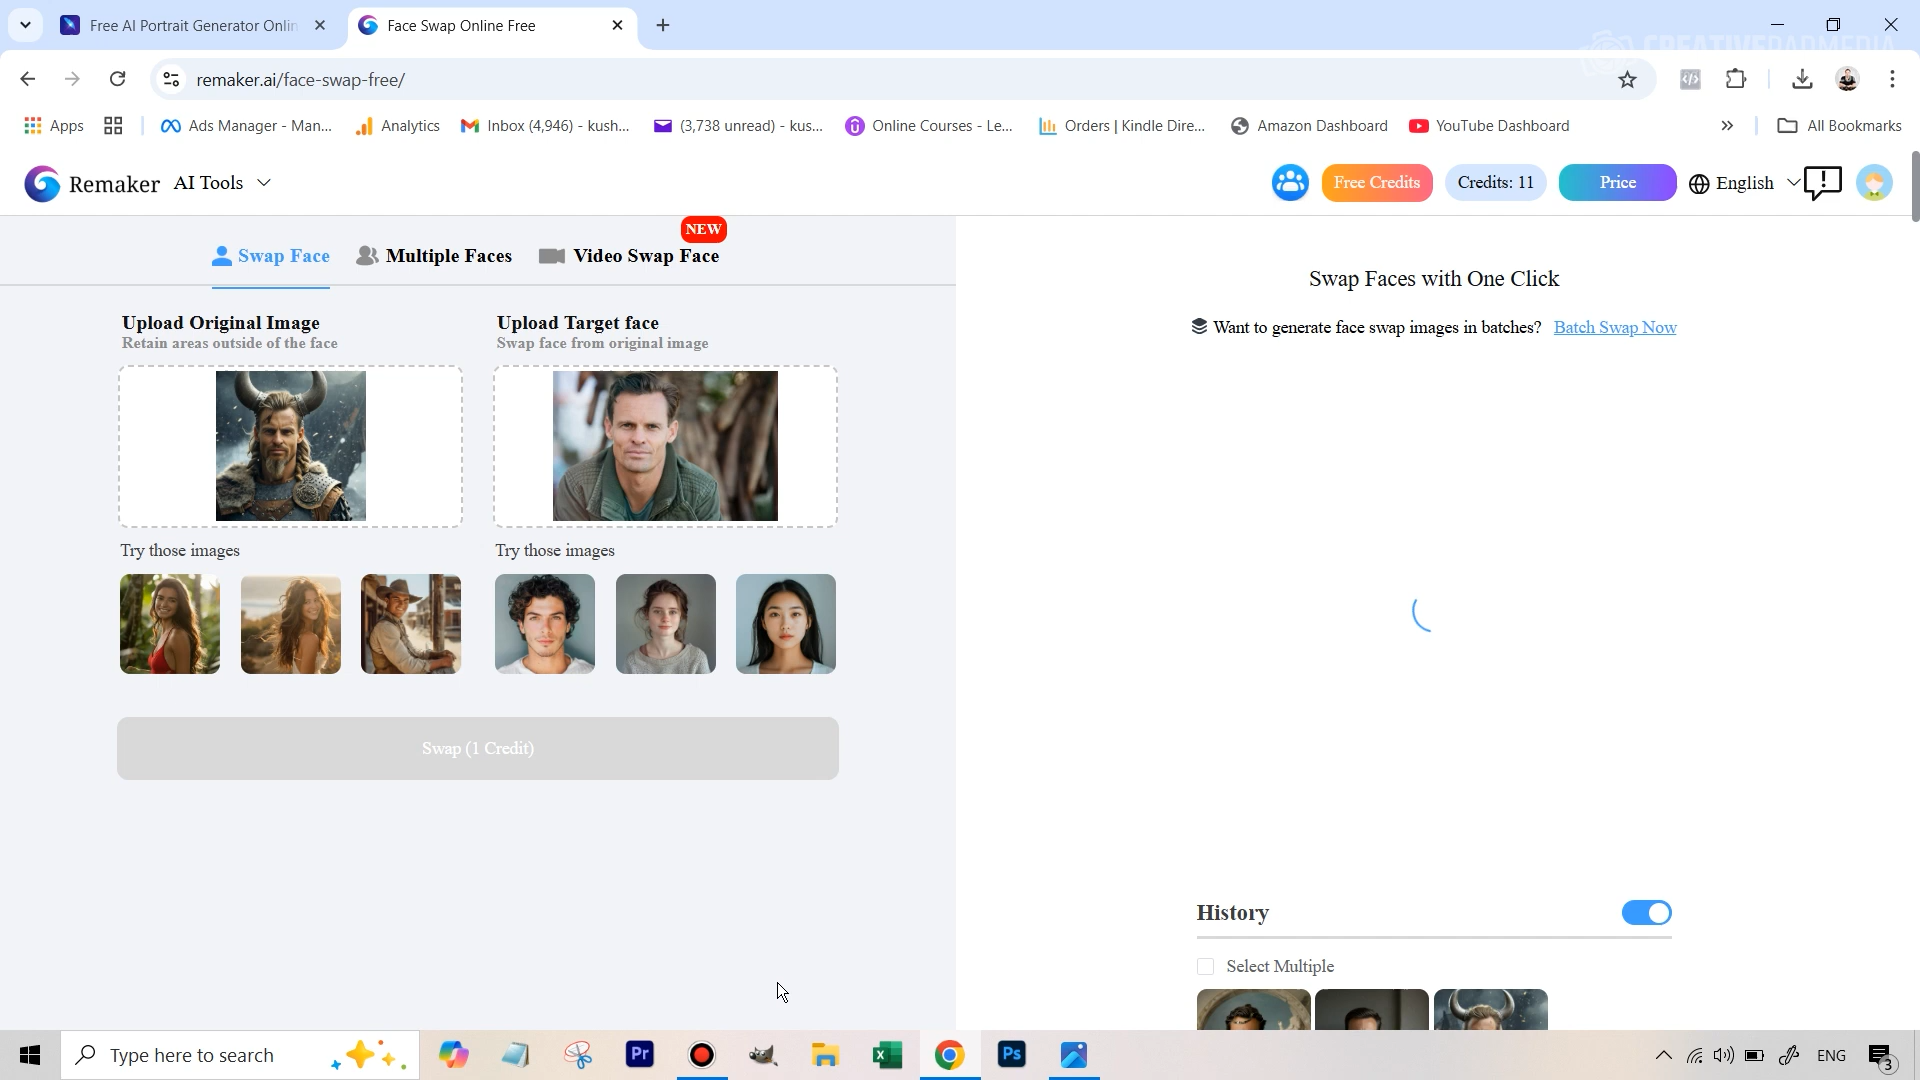 Free AI Portrait Generator Onlin
Face Swap Online Free
CREATIVEPADMEDIA
remaker.ai/face-swap-free/
Apps
Ads Manager - Man...
Analytics
Inbox (4,946) - kush...
(3,738 unread) - kus...
Online Courses - Le...
Orders | Kindle Dire...
Amazon Dashboard
YouTube Dashboard
All Bookmarks
Remaker
AI Tools
Free Credits
Credits: 11
Price
English
NEW
Swap Face
Multiple Faces
Video Swap Face
Swap Faces with One Click
Want to generate face swap images in batches? Batch Swap Now
Upload Original Image
Retain areas outside of the face
Upload Target face
Swap face from original image
Try those images
Try those images
Swap (1 Credit)
History
Select Multiple
Type here to search
Pr
Ps
ENG
3